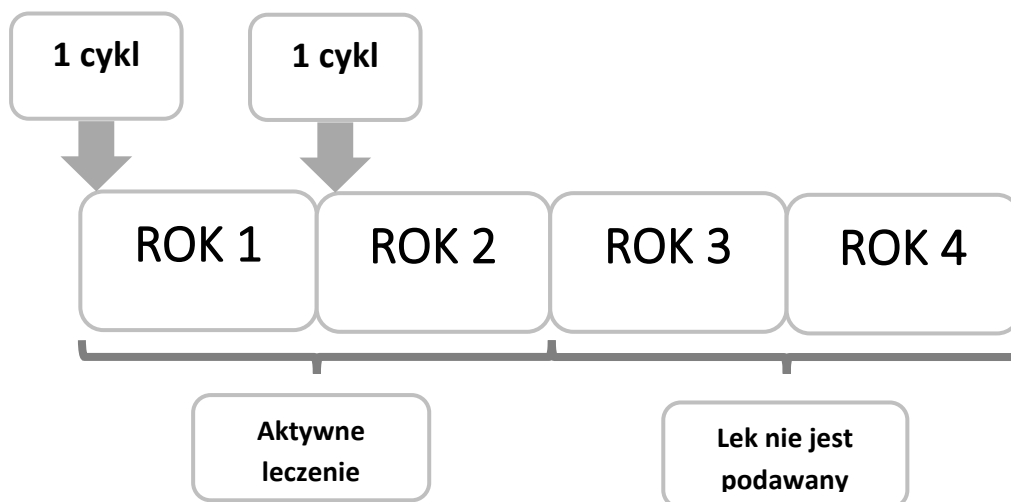 1 cykl
1 cykl
ROK 1
ROK 2
ROK 3
ROK 4
Aktywne
leczenie
Lek nie jest
podawany